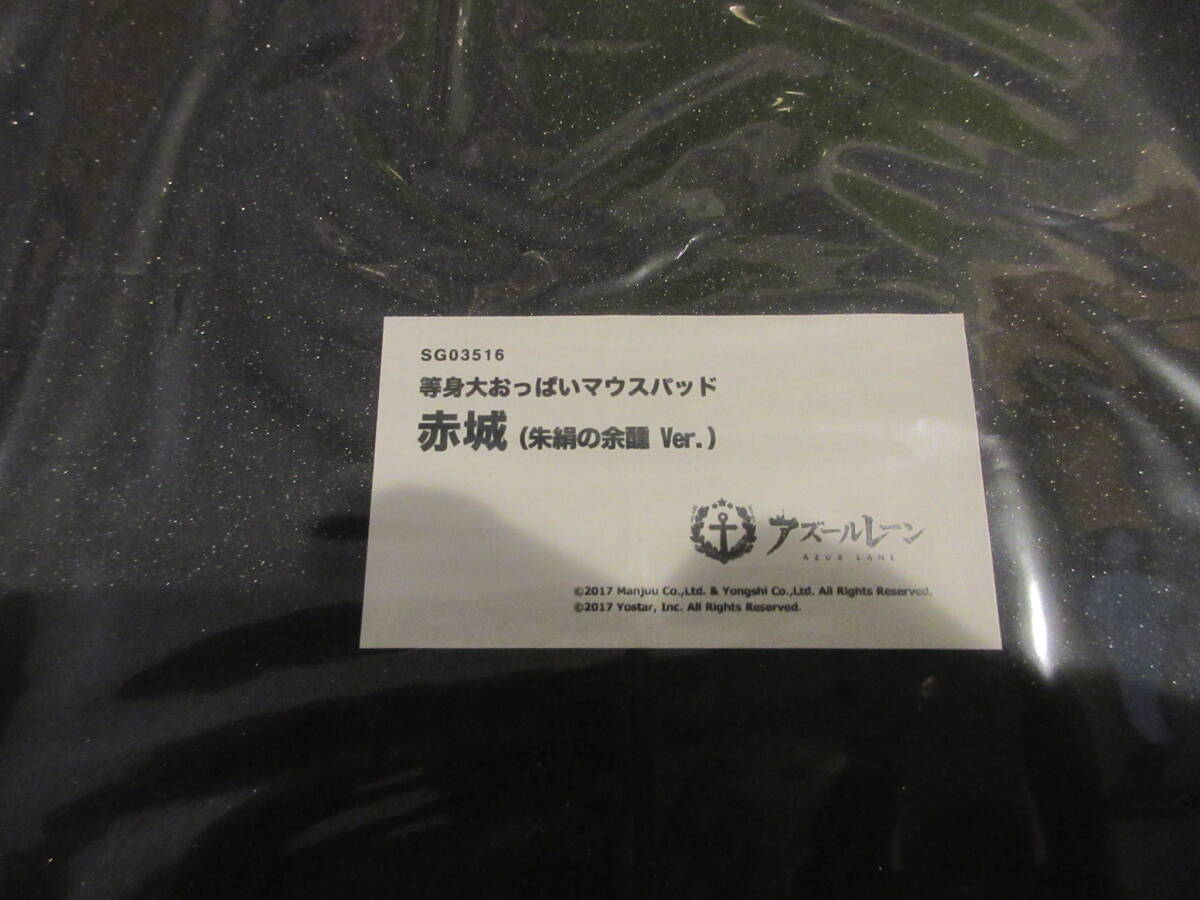 SG03516
等身大おっぱいマウスパッド
赤城 (朱絹の余醺 Ver.)
アズールレーン
AZUR LANE
©2017 Manjuu Co.,Ltd. & Yongshi Co.,Ltd. All Rights Reserved.
©2017 Yostar, Inc. All Rights Reserved.